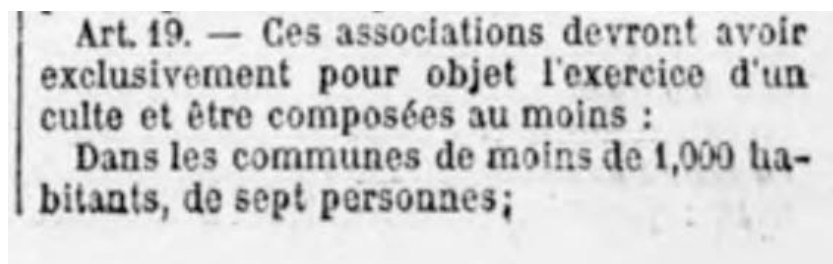 Art. 19. — Ces associations devront avoir
exclusivement pour objet l'exercice d'un
culte et être composées au moins :
Dans les communes de moins de 1,000 ha-
bitants, de sept personnes;